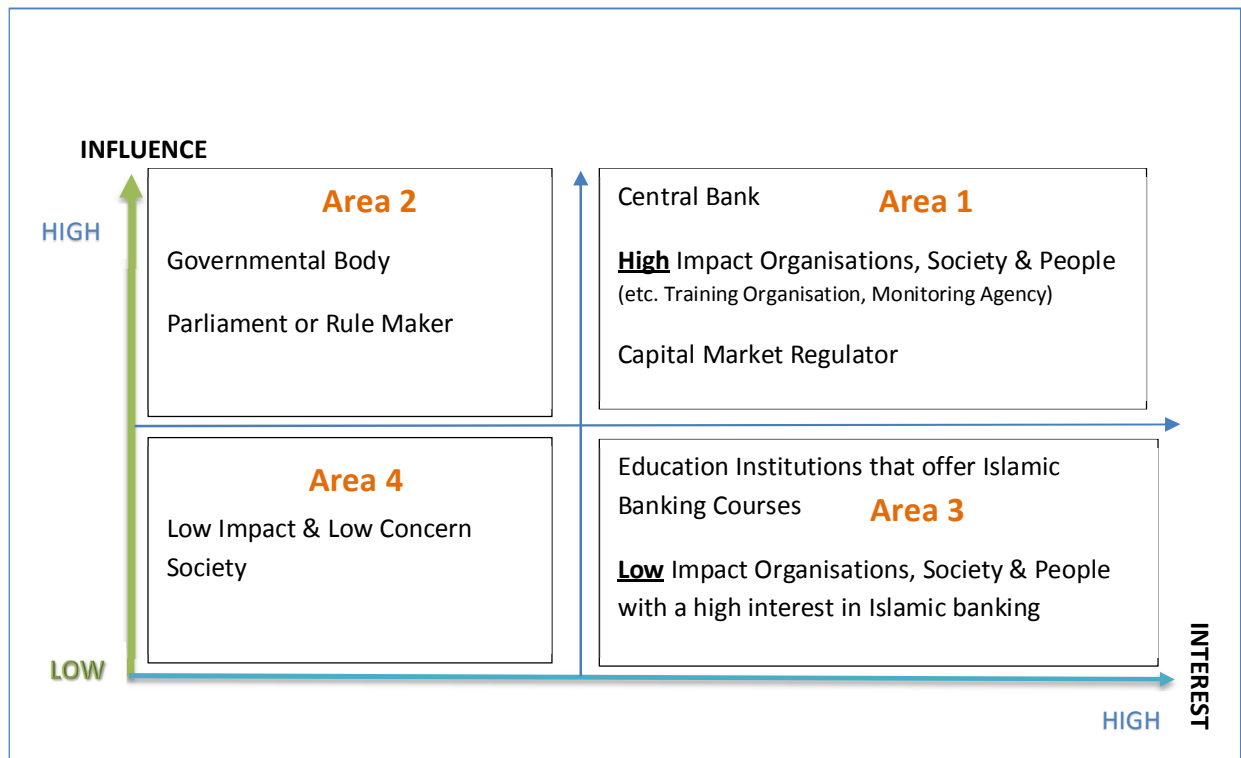 INFLUENCE
HIGH
Area 2
Governmental Body
Parliament or Rule Maker
Central Bank
Area 1
High Impact Organisations, Society & People
(etc. Training Organisation, Monitoring Agency)
Capital Market Regulator
Area 4
Low Impact & Low Concern
Society
Education Institutions that offer Islamic
Banking Courses
Area 3
Low Impact Organisations, Society & People
with a high interest in Islamic banking
LOW
HIGH
INTEREST